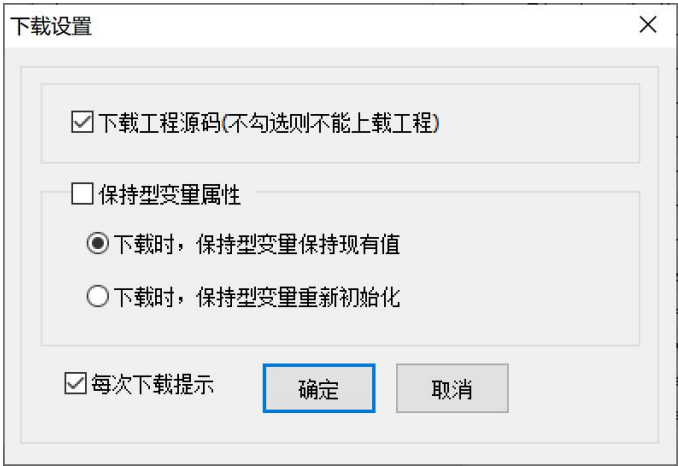 下载设置
下载工程源码(不勾选则不能上载工程)
保持型变量属性
下载时，保持型变量保持现有值
下载时，保持型变量重新初始化
每次下载提示
确定
取消